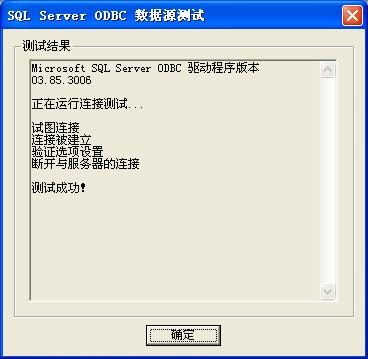 SQL Server ODBC 数据源测试
测试结果
Microsoft SQL Server ODBC 驱动程序版本
03.85.3006
正在运行连接测试...
试图连接
连接被建立
验证选项设置
断开与服务器的连接
测试成功!
确定